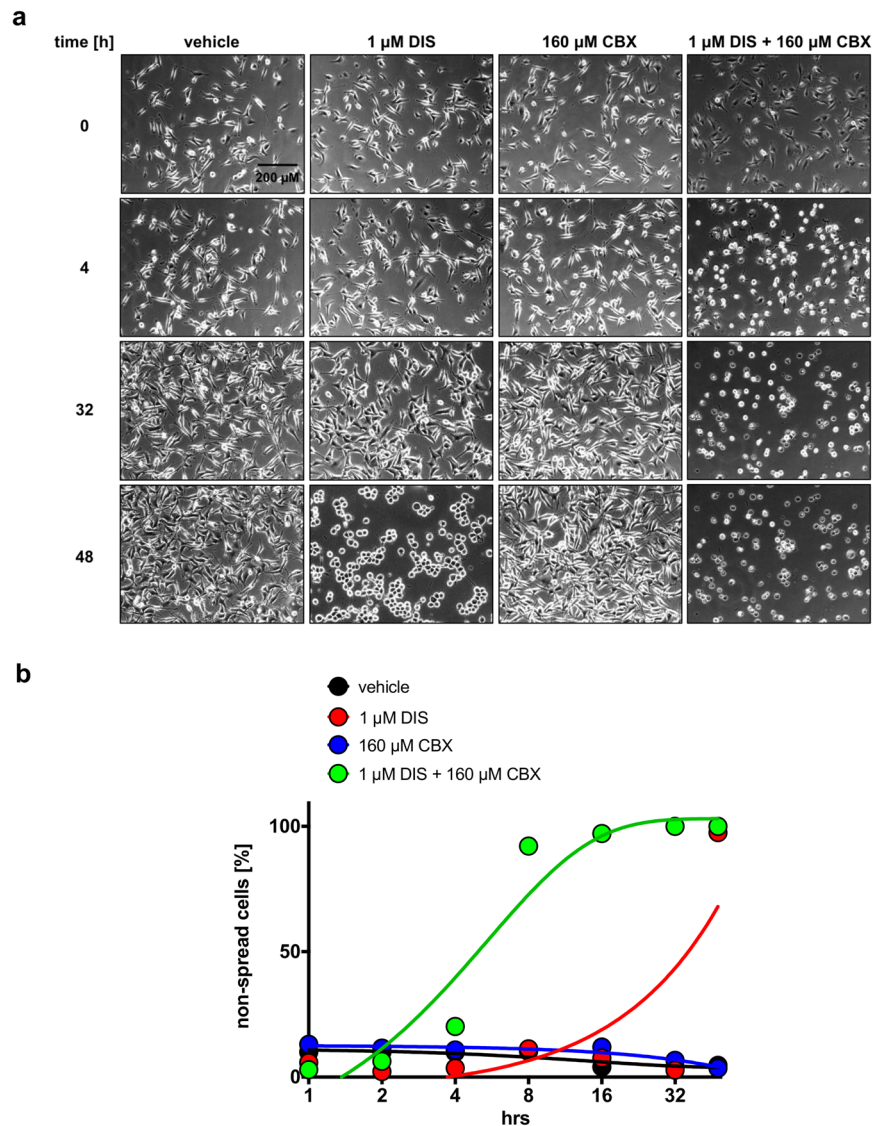 a
time [h] vehicle 1 µM DIS 160 µM CBX 1 µM DIS + 160 µM CBX
0
200 µM
4
32
48
b
vehicle
1 µM DIS
160 µM CBX
1 µM DIS + 160 µM CBX
non-spread cells [%]
100
50
0
1 2 4 8 16 32
hrs